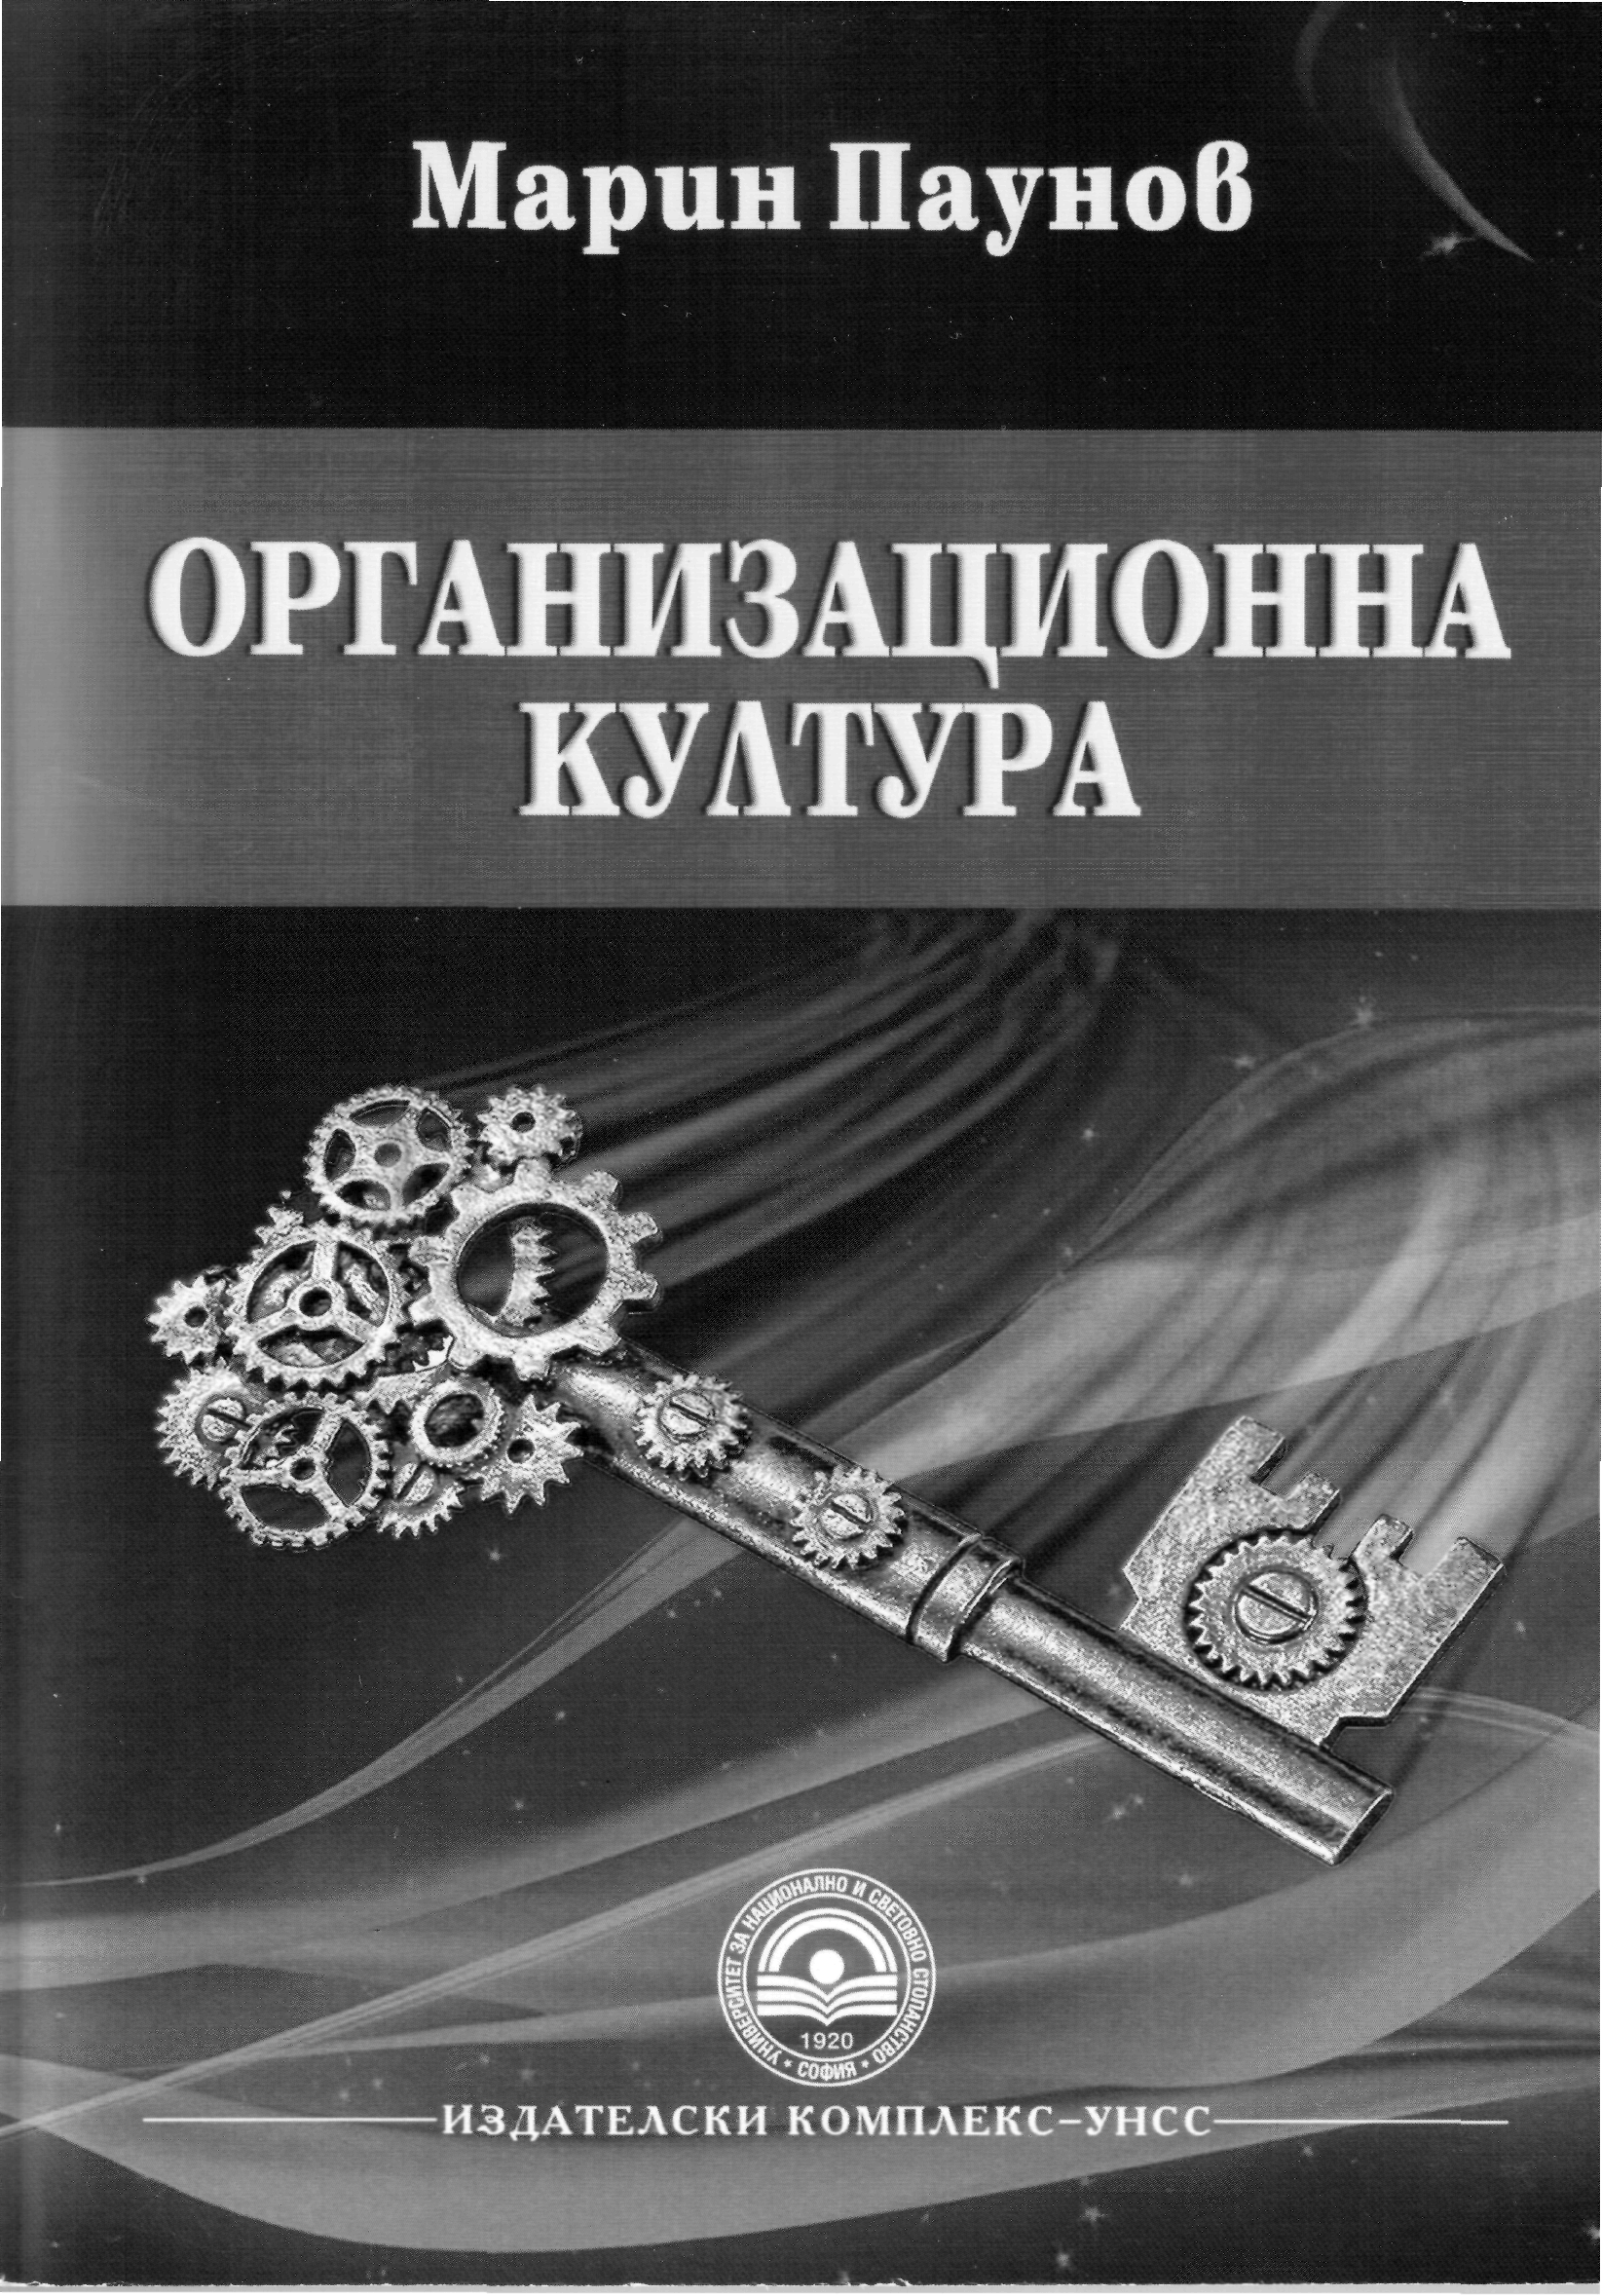 Марин Паунов
ОРГАНИЗАЦИОННА
КУЛТУРА
УНИВЕРСИТЕТ ЗА НАЦИОНАЛНО И СВЕТОВНО СТОПАНСТВО
1920
* СОФИЯ *
ИЗДАТЕЛСКИ КОМПЛЕКС–УНСС